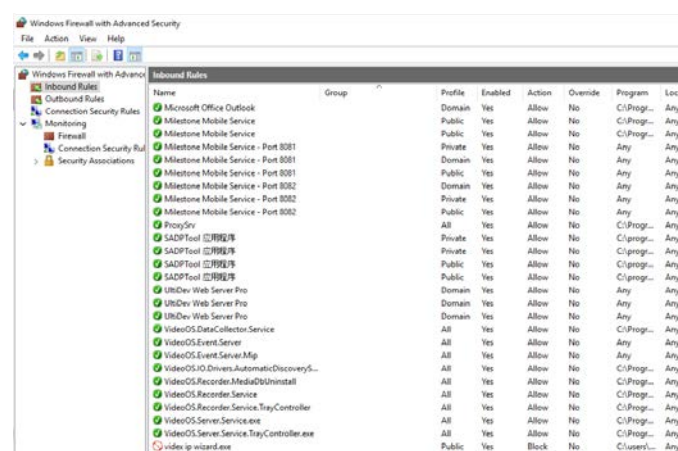 Windows Firewall with Advanced Security
File Action View Help
Windows Firewall with Advance
Inbound Rules
Outbound Rules
Connection Security Rules
Monitoring
Firewall
Connection Security Rul
Security Associations
Inbound Rules
Name Group Profile Enabled Action Override Program Loc
Microsoft Office Outlook Domain Yes Allow No C:\Progr... Any
Milestone Mobile Service Public Yes Allow No C:\Progr... Any
Milestone Mobile Service Private Yes Allow No C:\Progr... Any
Milestone Mobile Service - Port 8081 Private Yes Allow No Any Any
Milestone Mobile Service - Port 8081 Domain Yes Allow No Any Any
Milestone Mobile Service - Port 8081 Public Yes Allow No Any Any
Milestone Mobile Service - Port 8082 Domain Yes Allow No Any Any
Milestone Mobile Service - Port 8082 Private Yes Allow No Any Any
Milestone Mobile Service - Port 8082 Public Yes Allow No Any Any
ProxySrv All Yes Allow No C:\Progr... Any
SADPTool 应用程序 Private Yes Allow No C:\progr... Any
SADPTool 应用程序 Private Yes Allow No C:\progr... Any
SADPTool 应用程序 Public Yes Allow No C:\progr... Any
SADPTool 应用程序 Public Yes Allow No C:\progr... Any
UltiDev Web Server Pro Domain Yes Allow No Any Any
UltiDev Web Server Pro Domain Yes Allow No Any Any
UltiDev Web Server Pro Domain Yes Allow No Any Any
VideoOS.DataCollector.Service All Yes Allow No C:\Progr... Any
VideoOS.Event.Server All Yes Allow No Any Any
VideoOS.Event.Server.Mip All Yes Allow No Any Any
VideoOS.IO.Drivers.AutomaticDiscoveryS... All Yes Allow No C:\Progr... Any
VideoOS.Recorder.MediaDbUninstall All Yes Allow No C:\Progr... Any
VideoOS.Recorder.Service All Yes Allow No C:\Progr... Any
VideoOS.Recorder.Service.TrayController All Yes Allow No C:\Progr... Any
VideoOS.Server.Service.exe All Yes Allow No C:\Progr... Any
VideoOS.Server.Service.TrayController.exe All Yes Allow No C:\Progr... Any
videx ip wizard.exe Public Yes Block No C:\users\... Any